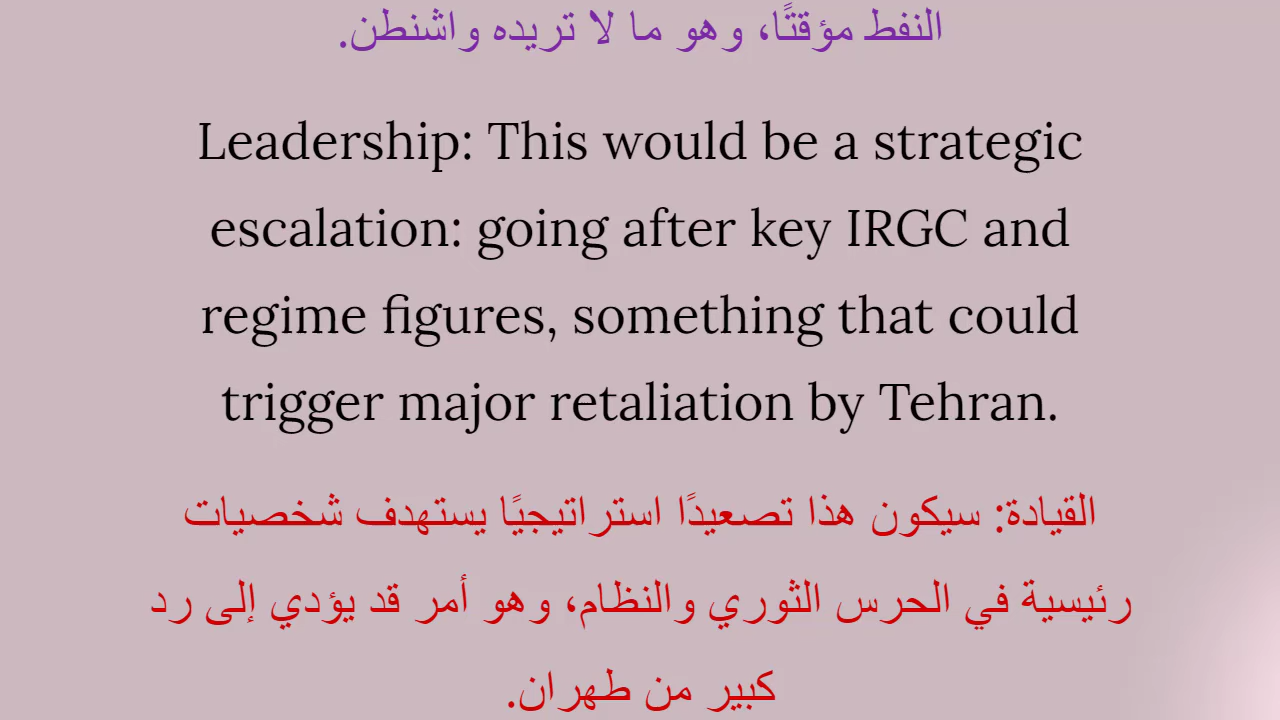 النفط مؤقتًا، وهو ما لا تريده واشنطن.
Leadership: This would be a strategic
escalation: going after key IRGC and
regime figures, something that could
trigger major retaliation by Tehran.
القيادة: سيكون هذا تصعيدًا استراتيجيًا يستهدف شخصيات
رئيسية في الحرس الثوري والنظام، وهو أمر قد يؤدي إلى رد
كبير من طهران.